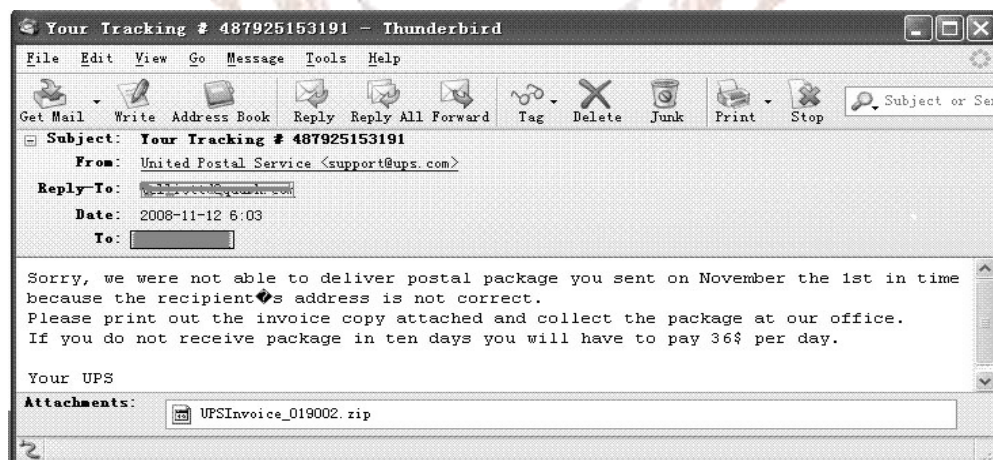 Your Tracking # 487925153191 - Thunderbird
File Edit View Go Message Tools Help
Get Mail Write Address Book Reply Reply All Forward Tag Delete Junk Print Stop Subject or Se
Subject: Your Tracking # 487925153191
From: United Postal Service <support@ups.com>
Reply-To:
Date: 2008-11-12 6:03
To:
Sorry, we were not able to deliver postal package you sent on November the 1st in time
because the recipient�s address is not correct.
Please print out the invoice copy attached and collect the package at our office.
If you do not receive package in ten days you will have to pay 36$ per day.
Your UPS
Attachments:
UPSInvoice_019002.zip